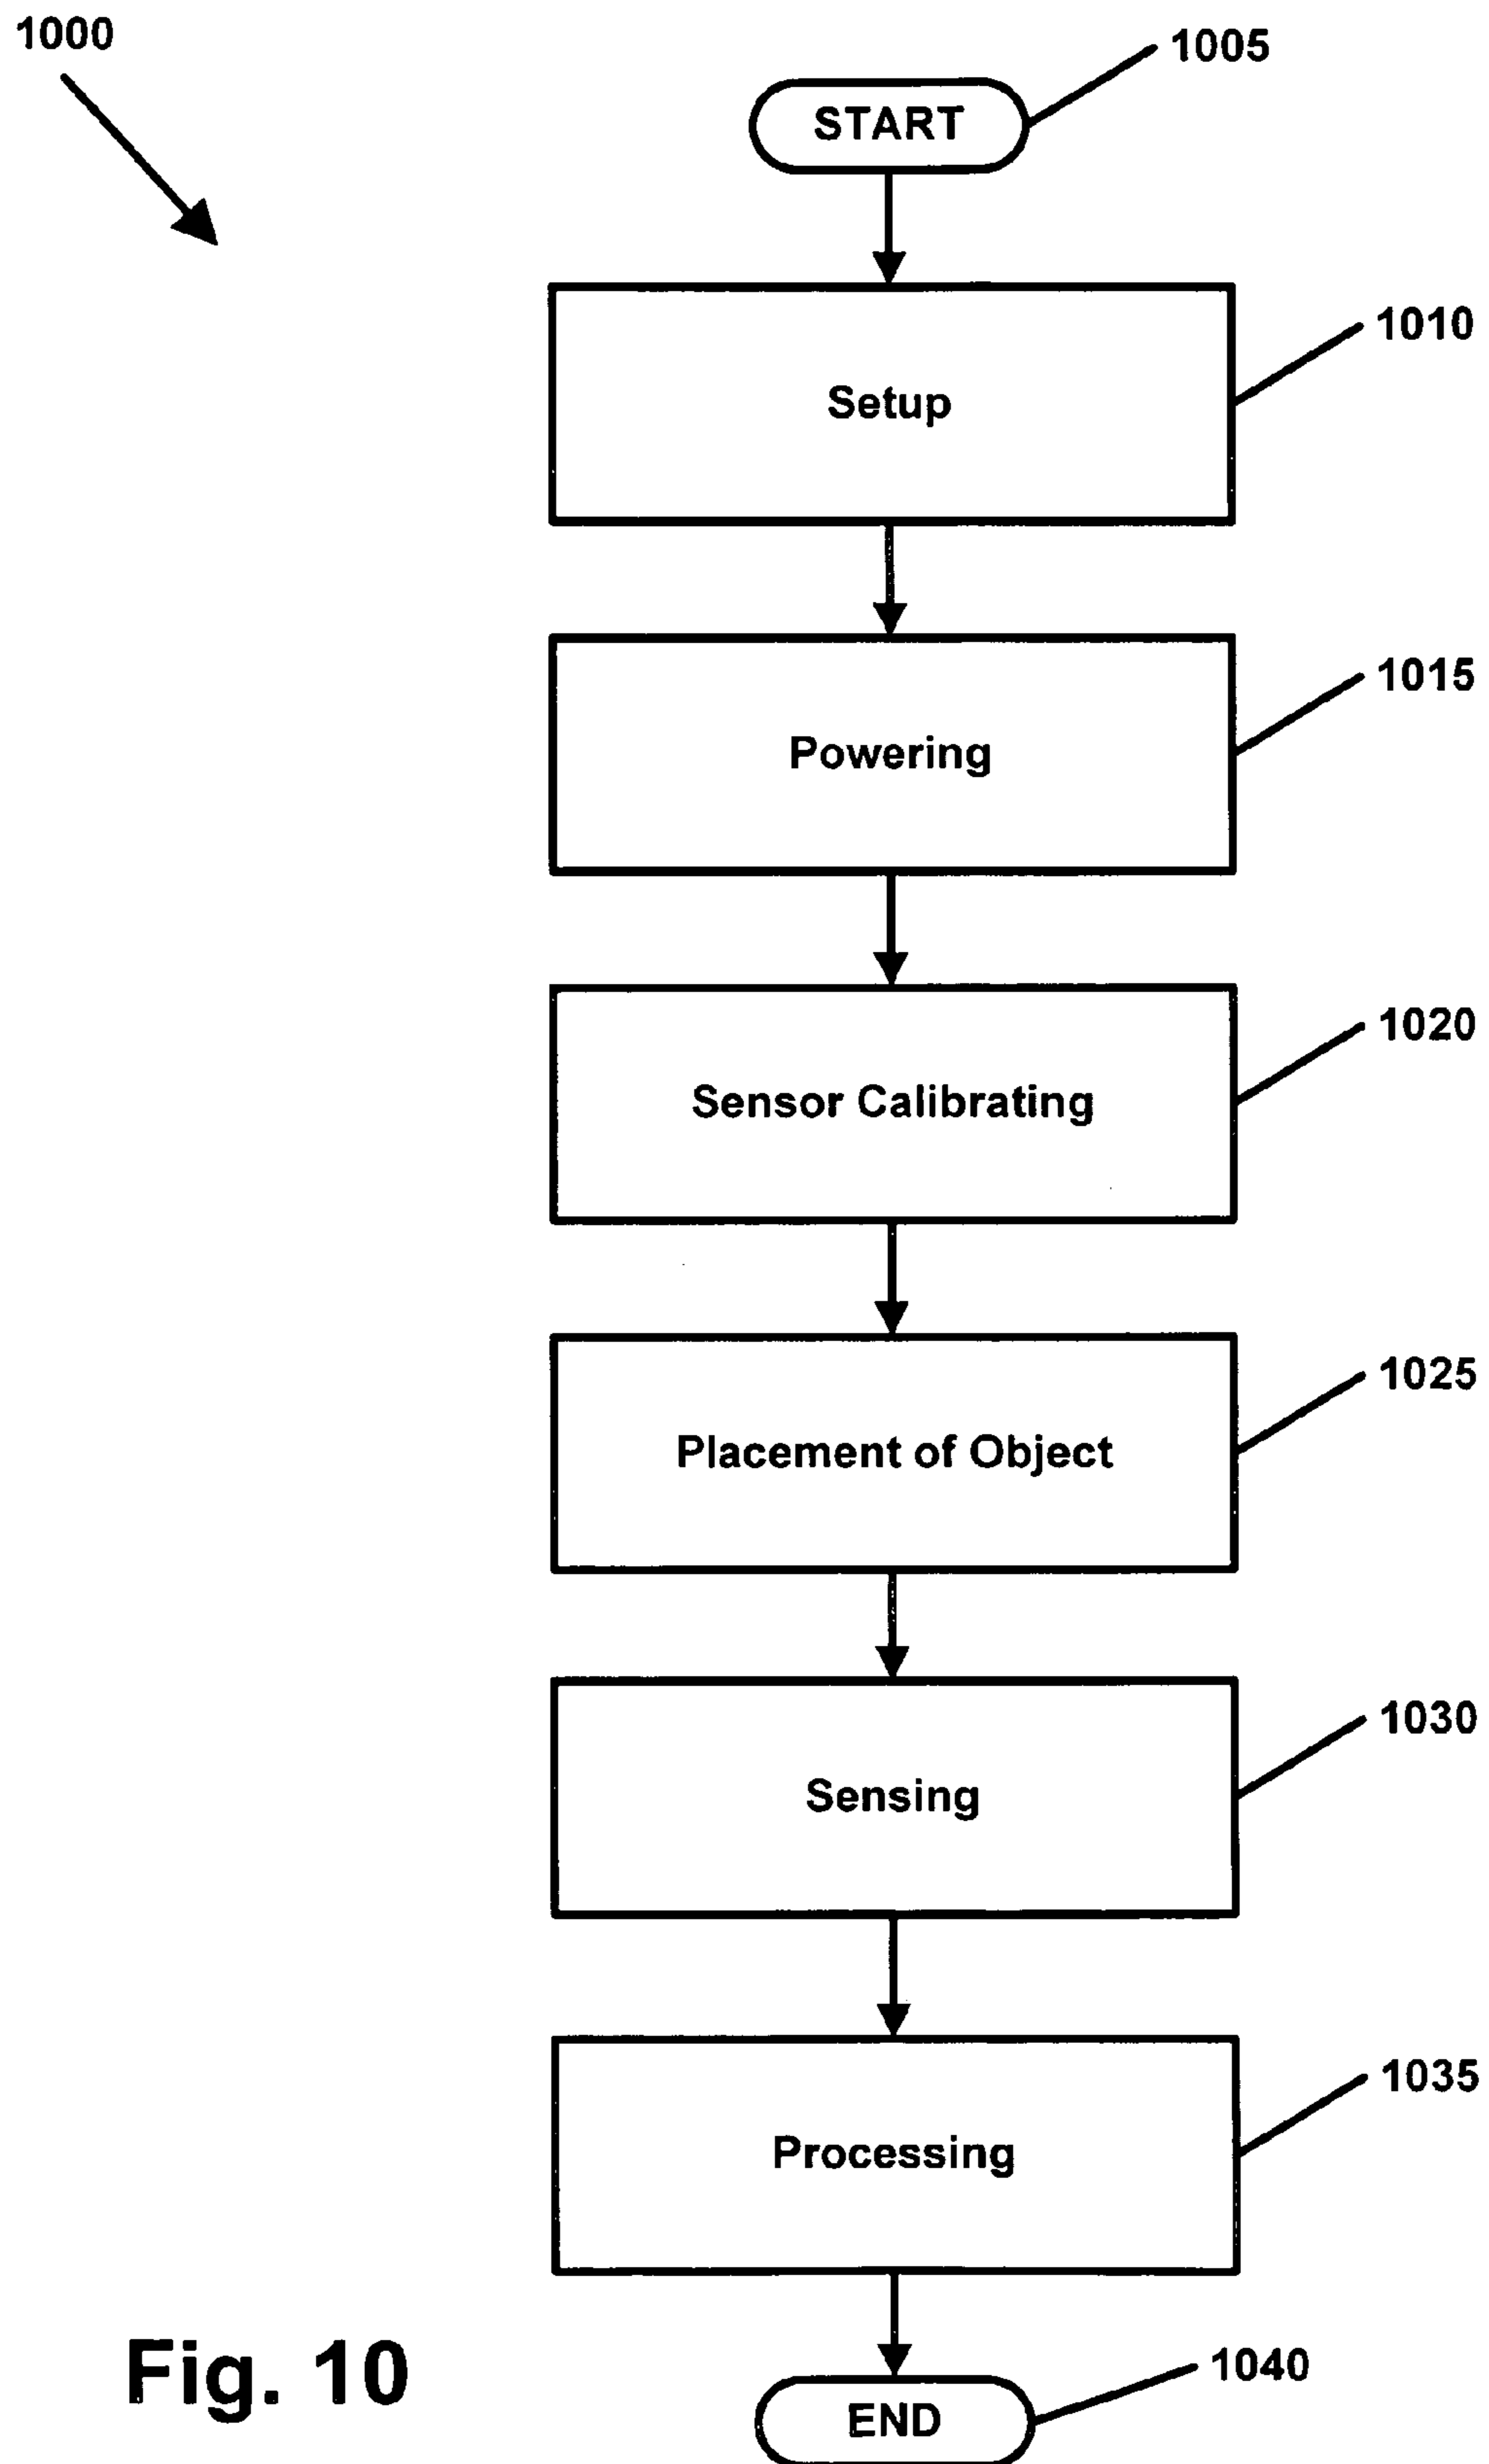 1000
1005
START
1010
Setup
1015
Powering
1020
Sensor Calibrating
1025
Placement of Object
1030
Sensing
1035
Processing
1040
END
Fig. 10